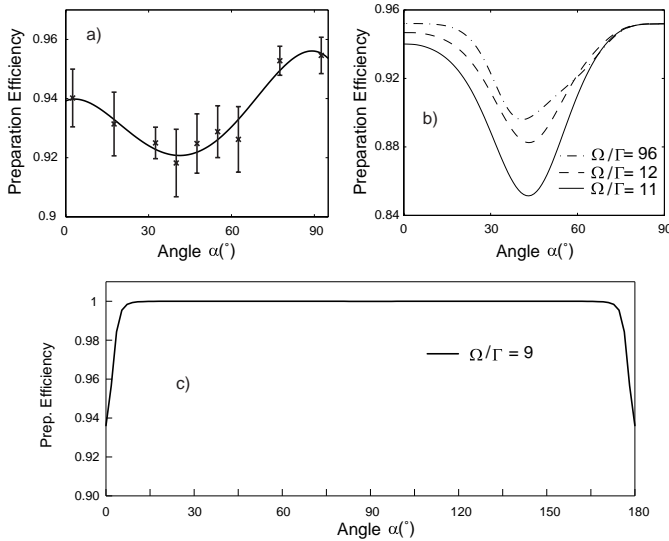 a)
Preparation Efficiency
0.96
0.94
0.92
0.9
0
30
60
90
Angle α(°)
b)
Preparation Efficiency
0.96
0.92
0.88
0.84
0
30
60
90
Angle α(°)
Ω/Γ= 96
Ω/Γ= 12
Ω/Γ= 11
c)
Prep. Efficiency
1
0.98
0.96
0.94
0.92
0.90
0
30
60
90
120
150
180
Angle α(°)
Ω/Γ = 9